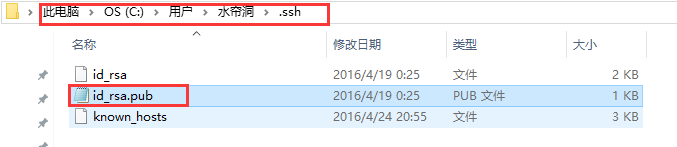 此电脑 > OS (C:) > 用户 > 水帘洞 > .ssh
名称 修改日期 类型 大小
id_rsa 2016/4/19 0:25 文件 2 KB
id_rsa.pub 2016/4/19 0:25 PUB 文件 1 KB
known_hosts 2016/4/24 20:55 文件 3 KB